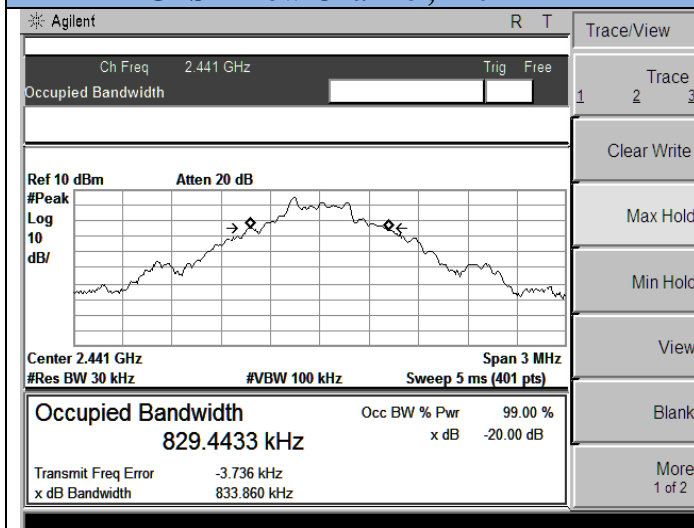 Agilent R T
Ch Freq 2.441 GHz Trig Free
Occupied Bandwidth
Ref 10 dBm Atten 20 dB
#Peak
Log
10
dB/
Center 2.441 GHz Span 3 MHz
#Res BW 30 kHz #VBW 100 kHz Sweep 5 ms (401 pts)
Occupied Bandwidth Occ BW % Pwr 99.00 %
829.4433 kHz x dB -20.00 dB
Transmit Freq Error -3.736 kHz
x dB Bandwidth 833.860 kHz
Trace/View
Trace
1 2 3
Clear Write
Max Hold
Min Hold
View
Blank
More
1 of 2